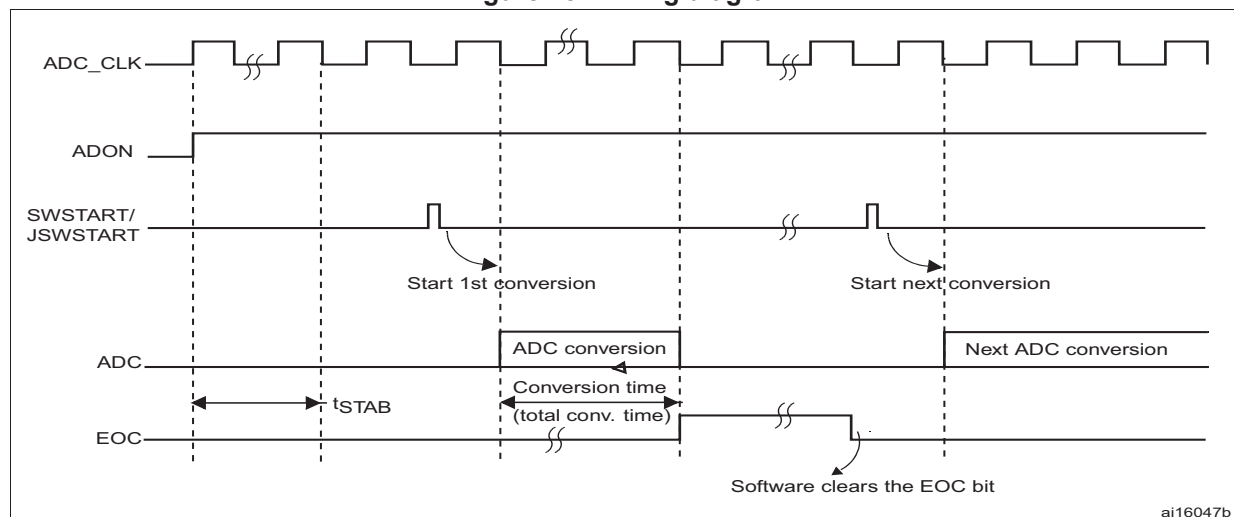 ADC_CLK
ADON
SWSTART/
JSWSTART
Start 1st conversion
Start next conversion
ADC
ADC conversion
Next ADC conversion
Conversion time
tSTAB
(total conv. time)
EOC
Software clears the EOC bit
ai16047b